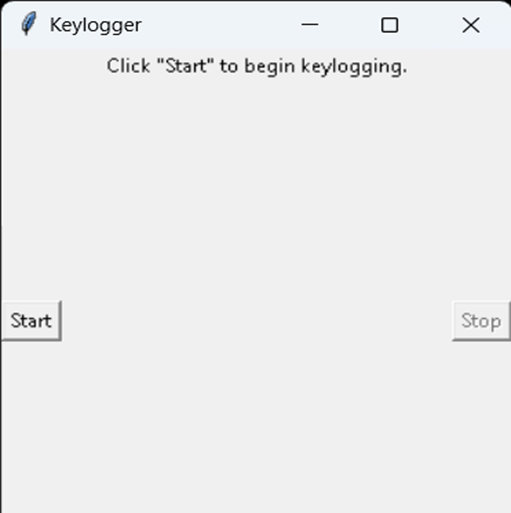 Keylogger
Click "Start" to begin keylogging.
Start
Stop